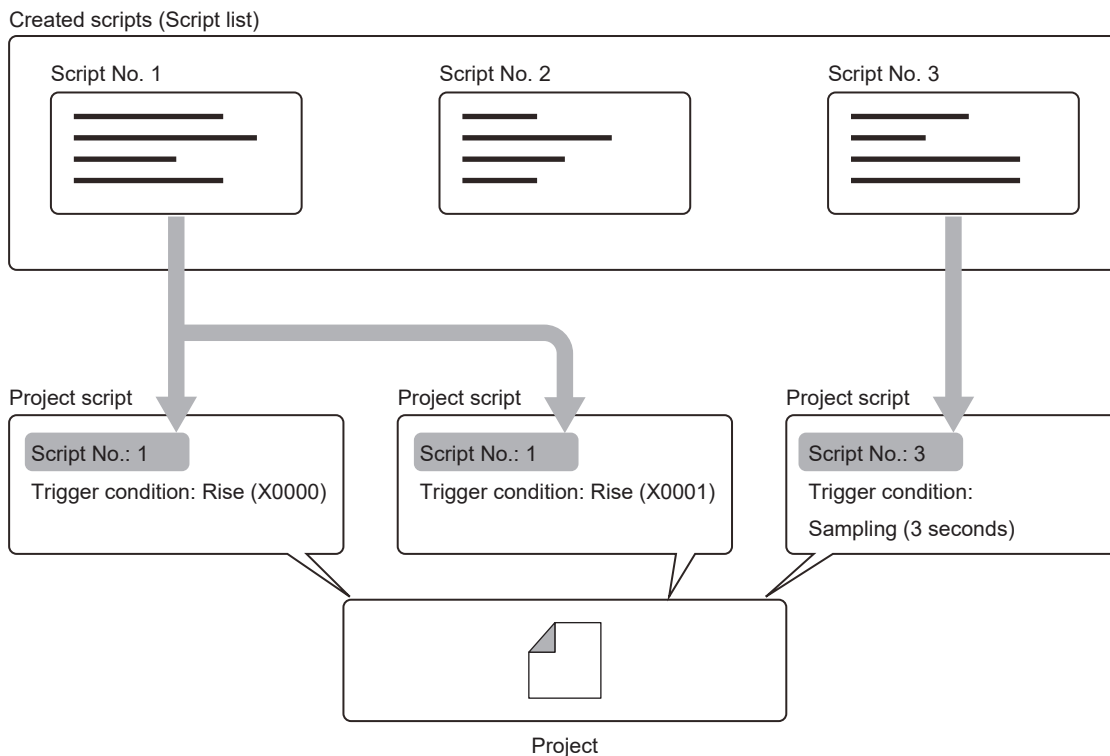 Created scripts (Script list)
Script No. 1
Script No. 2
Script No. 3
Project script
Project script
Project script
Script No.: 1
Script No.: 1
Script No.: 3
Trigger condition: Rise (X0000)
Trigger condition: Rise (X0001)
Trigger condition:
Sampling (3 seconds)
Project